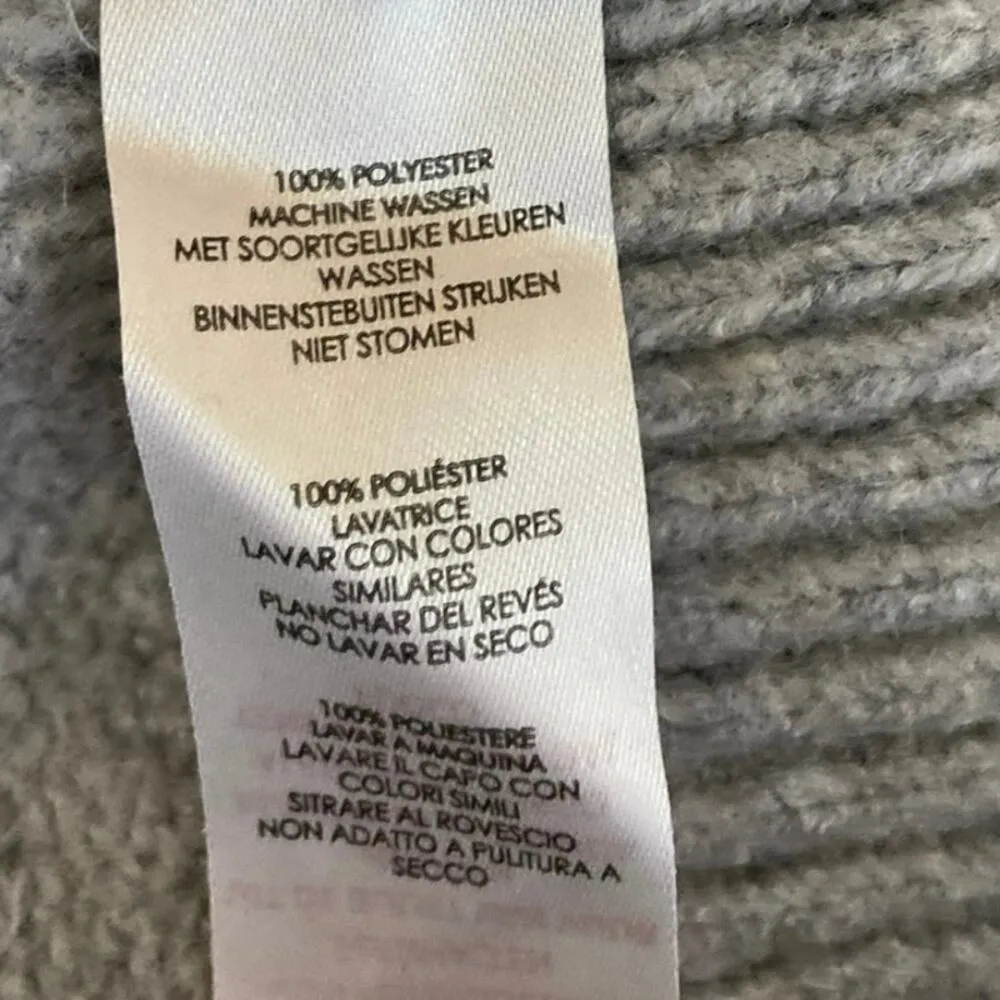 100% POLYESTER
MACHINE WASSEN
MET SOORTGELIJKE KLEUREN
WASSEN
BINNENSTEBUITEN STRIJKEN
NIET STOMEN
100% POLIÉSTER
LAVATRICE
LAVAR CON COLORES
SIMILARES
PLANCHAR DEL REVÉS
NO LAVAR EN SECO
100% POLIESTERE
LAVAR A MAQUINA
LAVARE IL CAPO CON
COLORI SIMILI
SITRARE AL ROVESCIO
NON ADATTO A PULITURA A
SECCO